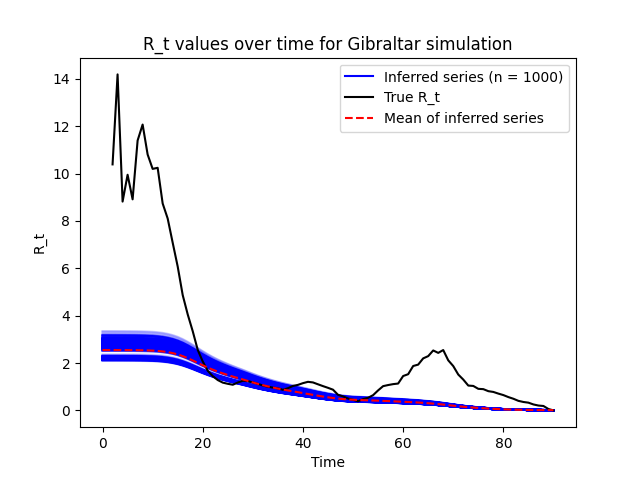 R_t values over time for Gibraltar simulation
Inferred series (n = 1000)
True R_t
Mean of inferred series
14
12
10
8
6
4
2
0
R_t
0 20 40 60 80
Time